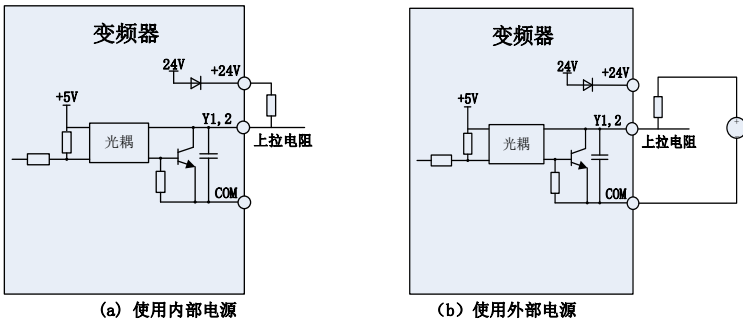 变频器
24V
+24V
+5V
光耦
Y1,2
上拉电阻
COM
(a) 使用内部电源
变频器
24V
+24V
+5V
光耦
Y1,2
上拉电阻
COM
+
（b）使用外部电源